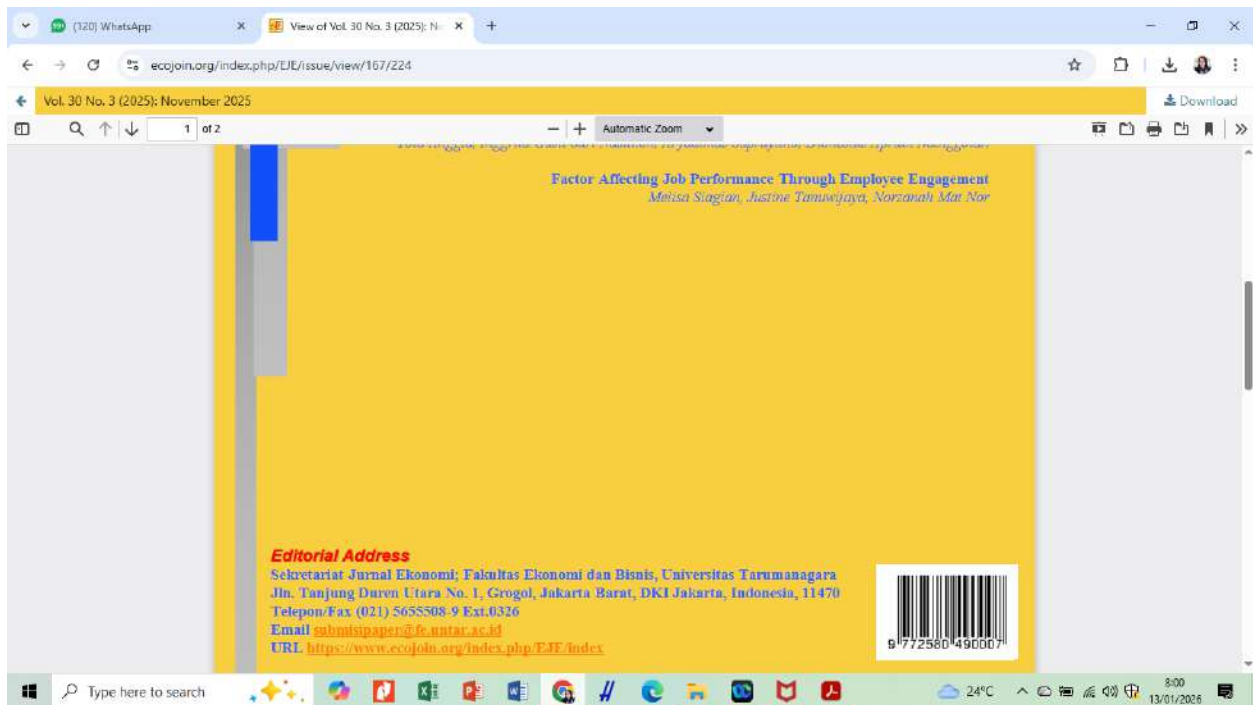 (120) WhatsApp
View of Vol. 30 No. 3 (2025): N
ecojoin.org/index.php/EJE/issue/view/167/224
Vol. 30 No. 3 (2025): November 2025
Download
1 of 2
Automatic Zoom
Factor Affecting Job Performance Through Employee Engagement
Melisa Siagian, Justine Tanuwijaya, Norzanah Mat Nor
Editorial Address
Sekretariat Jurnal Ekonomi; Fakultas Ekonomi dan Bisnis, Universitas Tarumanagara
Jln. Tanjung Duren Utara No. 1, Grogol, Jakarta Barat, DKI Jakarta, Indonesia, 11470
Telepon/Fax (021) 5655508-9 Ext.0326
Email submisipaper@fe.untar.ac.id
URL https://www.ecojoin.org/index.php/EJE/index
9 772580 490007
Type here to search
24°C
8:00
13/01/2026